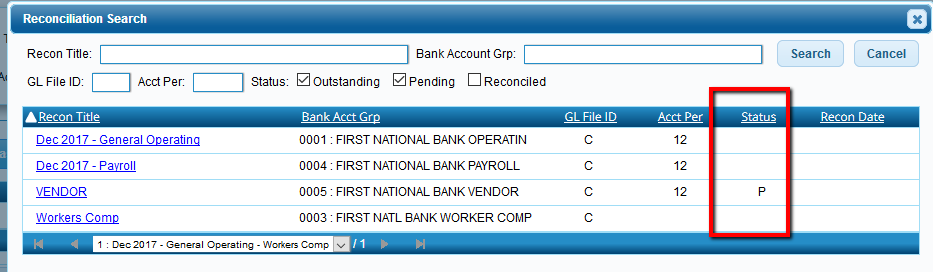 Reconciliation Search
Recon Title: Bank Account Grp: Search Cancel
GL File ID: Acct Per: Status: Outstanding Pending Reconciled
Recon Title Bank Acct Grp GL File ID Acct Per Status Recon Date
Dec 2017 - General Operating 0001 : FIRST NATIONAL BANK OPERATIN C 12
Dec 2017 - Payroll 0004 : FIRST NATIONAL BANK PAYROLL C 12
VENDOR 0005 : FIRST NATIONAL BANK VENDOR C 12 P
Workers Comp 0003 : FIRST NATL BANK WORKER COMP C
1 : Dec 2017 - General Operating - Workers Comp / 1